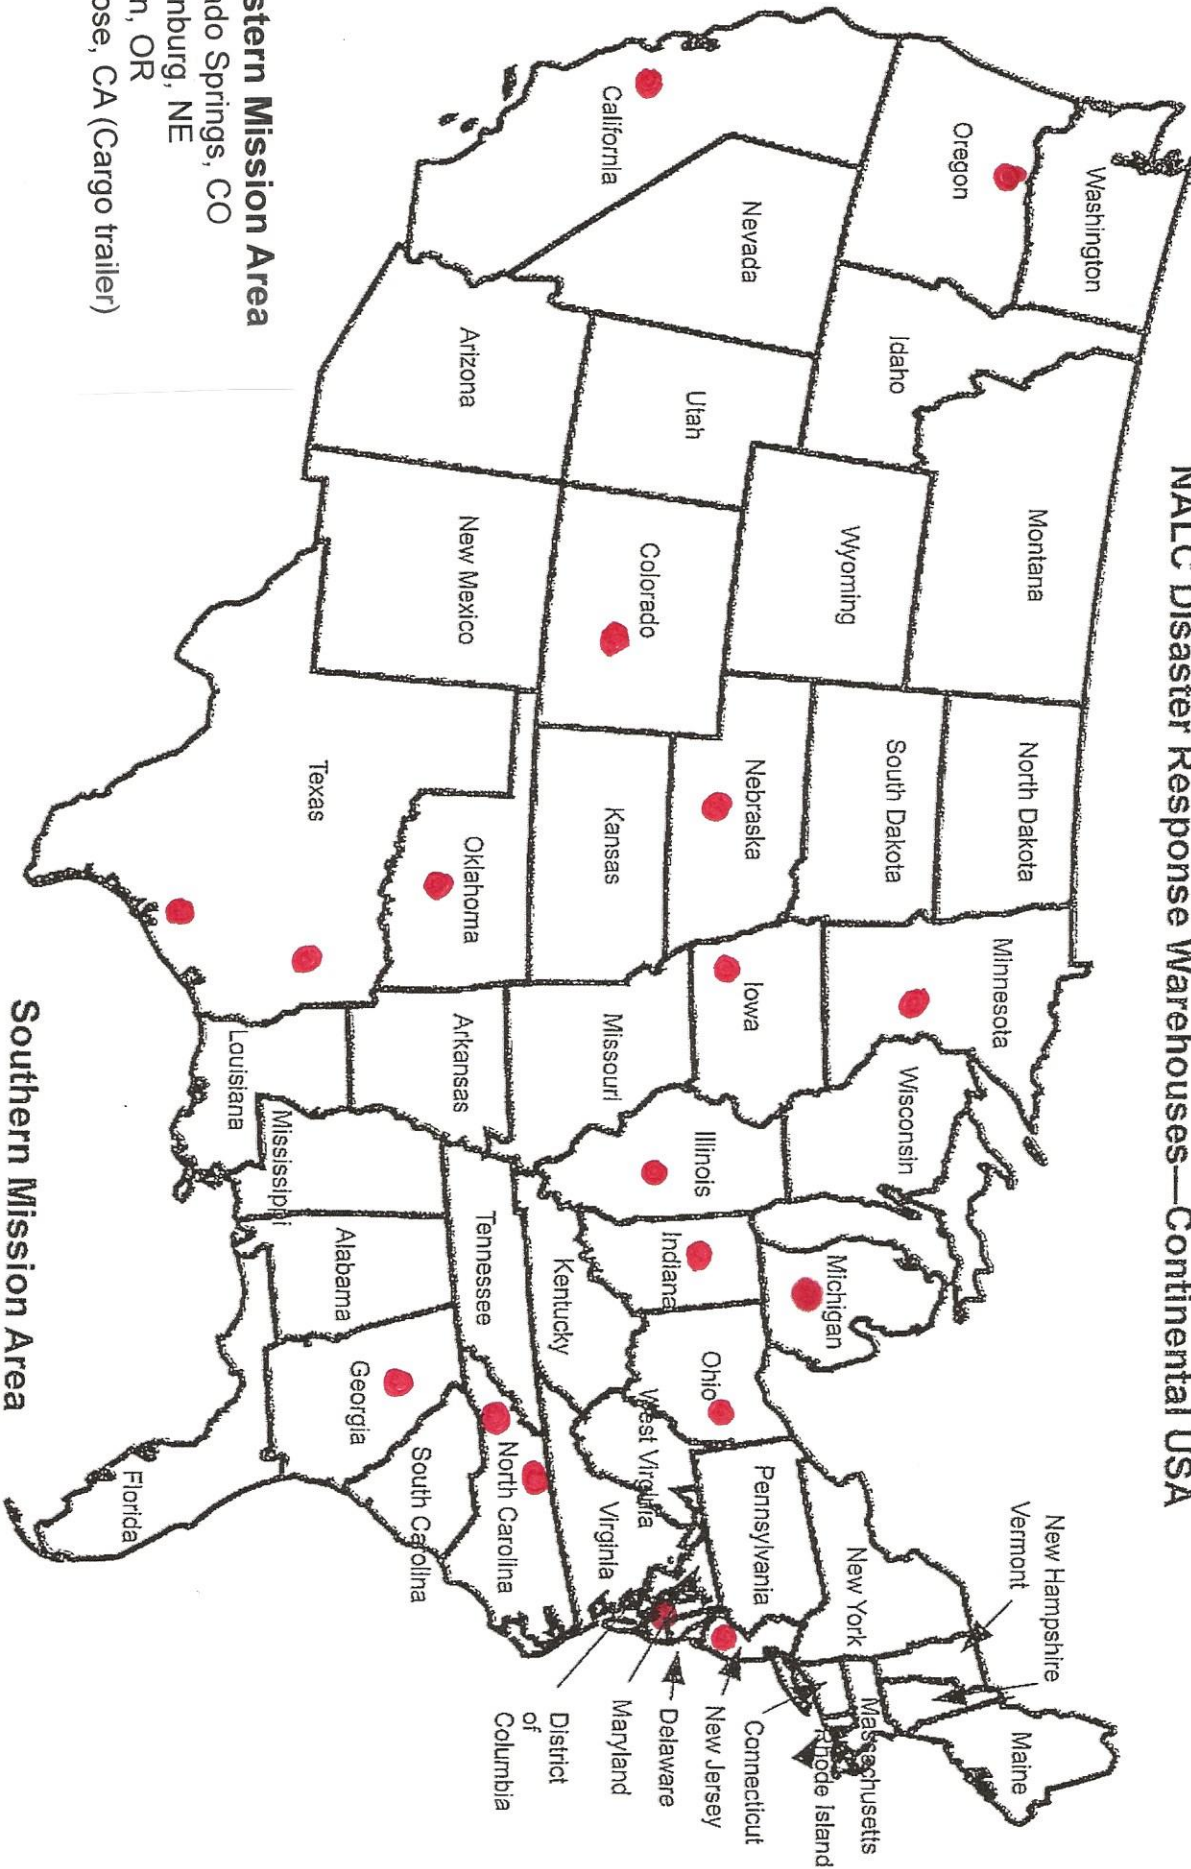 NALC Disaster Response Warehouses—Continental USA
Washington
Oregon
California
Nevada
Idaho
Montana
Wyoming
Utah
Arizona
Colorado
New Mexico
North Dakota
South Dakota
Nebraska
Kansas
Oklahoma
Texas
Minnesota
Iowa
Missouri
Arkansas
Louisiana
Wisconsin
Illinois
Mississippi
Michigan
Indiana
Kentucky
Tennessee
Alabama
Ohio
West Virginia
Georgia
Florida
Pennsylvania
Virginia
North Carolina
South Carolina
New York
New Hampshire
Vermont
Maine
Massachusetts
Rhode Island
Connecticut
New Jersey
Delaware
Maryland
District
of
Columbia
Mission Area
Springs, CO
NE
OR
CA (Cargo trailer)
Southern Mission Area